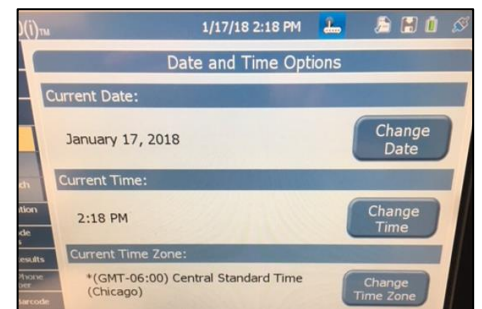 1/17/18 2:18 PM
Date and Time Options
Current Date:
January 17, 2018
Change
Date
Current Time:
2:18 PM
Change
Time
Current Time Zone:
*(GMT-06:00) Central Standard Time
(Chicago)
Change
Time Zone